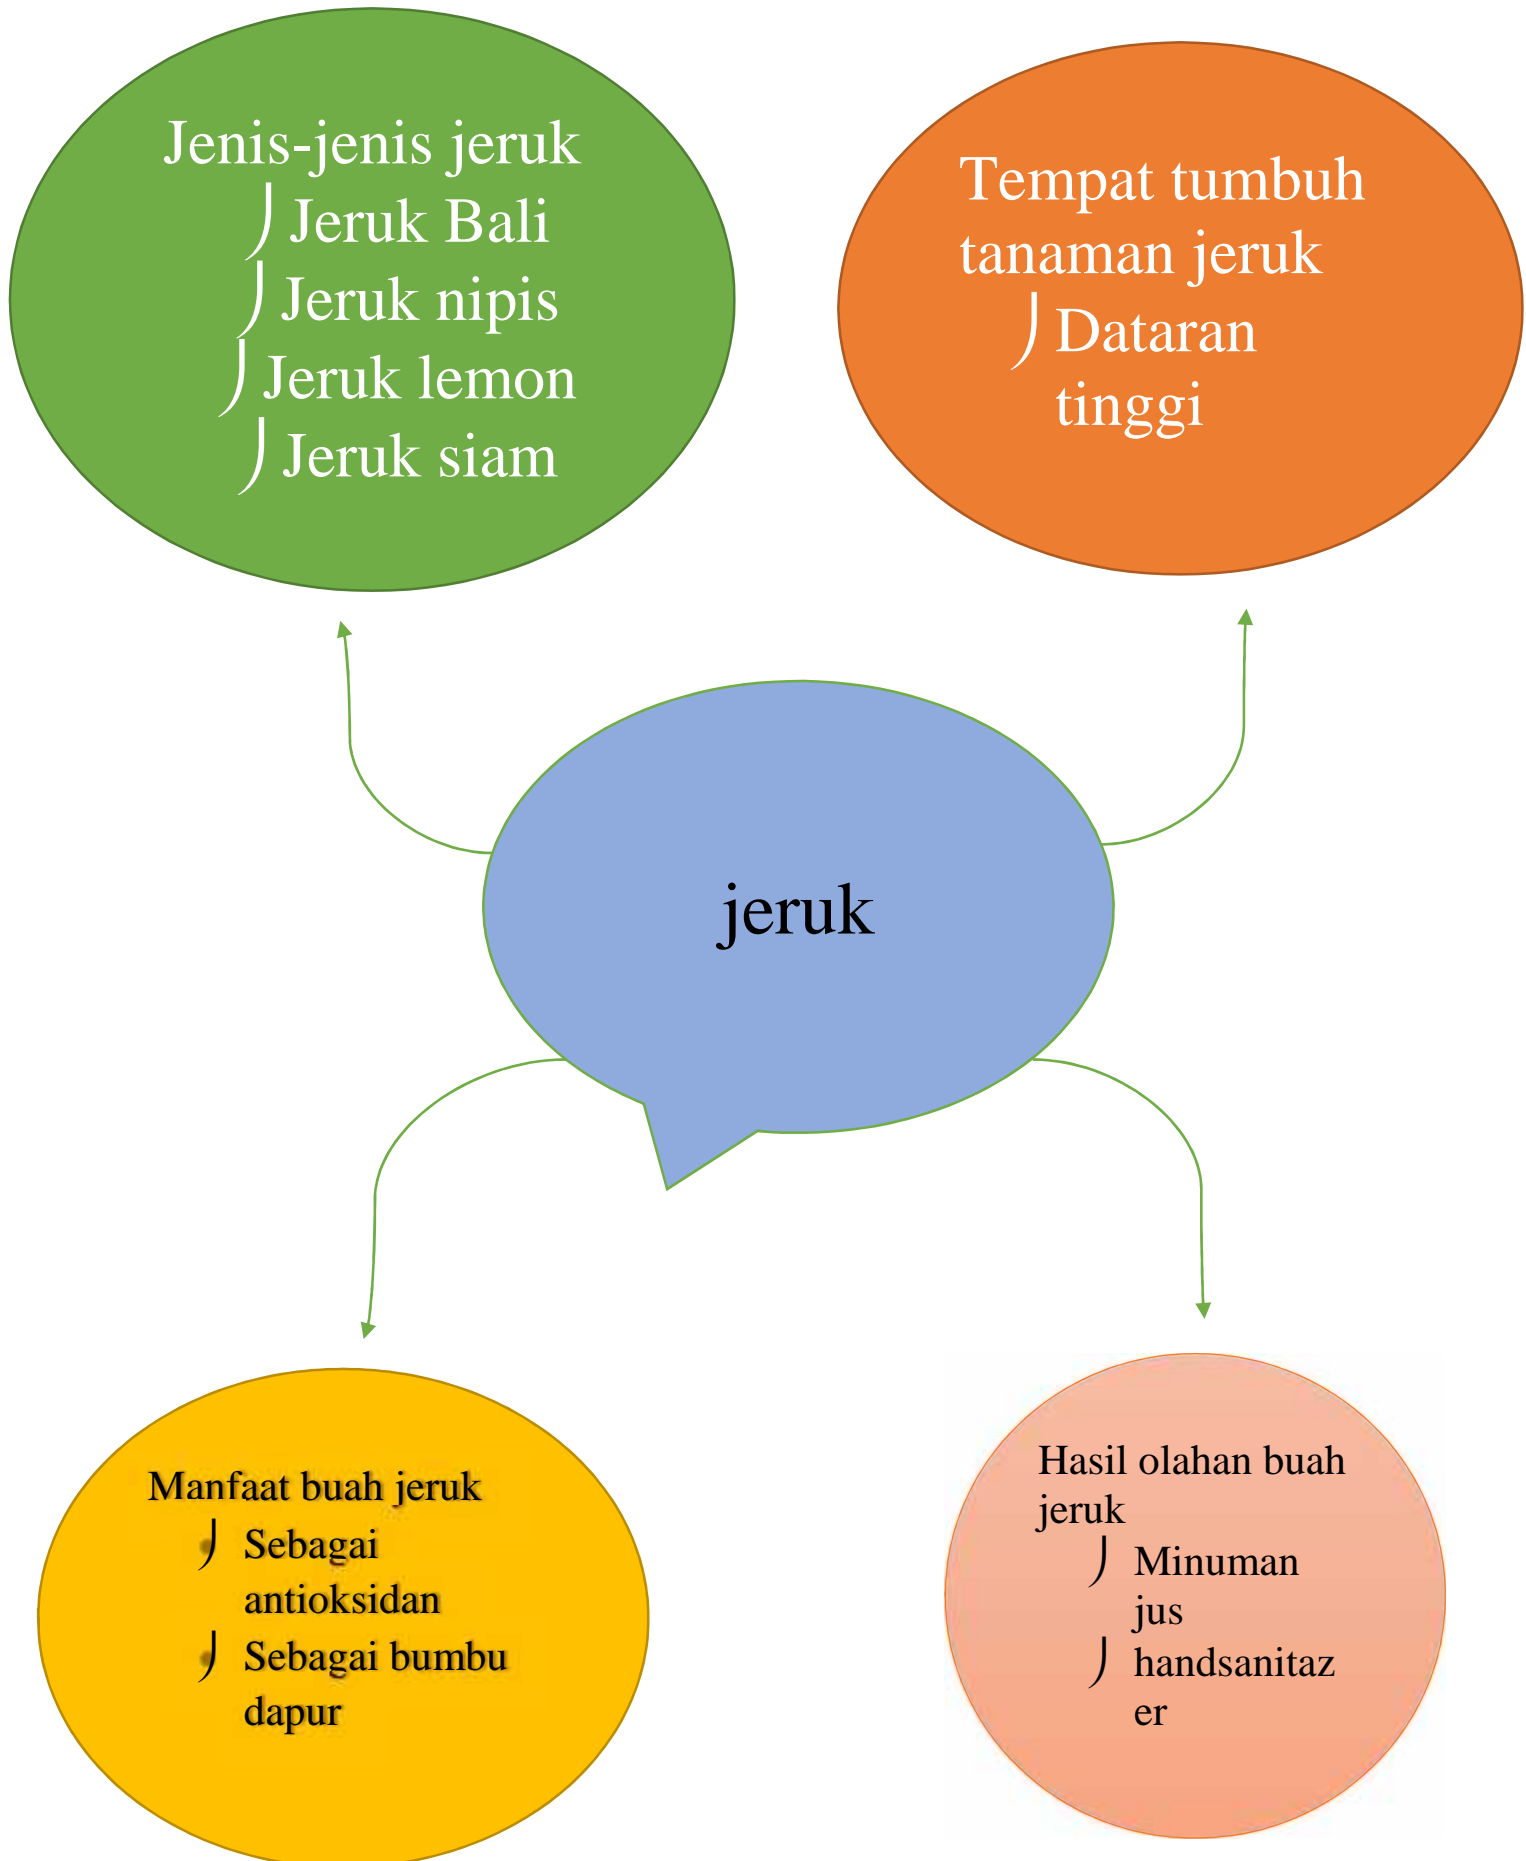 Jenis-jenis jeruk
Jeruk Bali
Jeruk nipis
Jeruk lemon
Jeruk siam
Tempat tumbuh
tanaman jeruk
Dataran
tinggi
jeruk
Manfaat buah jeruk
Sebagai
antioksidan
Sebagai bumbu
dapur
Hasil olahan buah
jeruk
Minuman
jus
handsanitaz
er